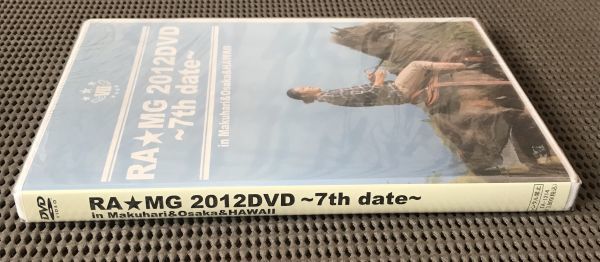 RA★MG 2012DVD
~7th date~
in Makuhari&Osaka&HAWAII
DVD
VIDEO
RA★MG 2012DVD ~7th date~
in Makuhari&Osaka&HAWAII